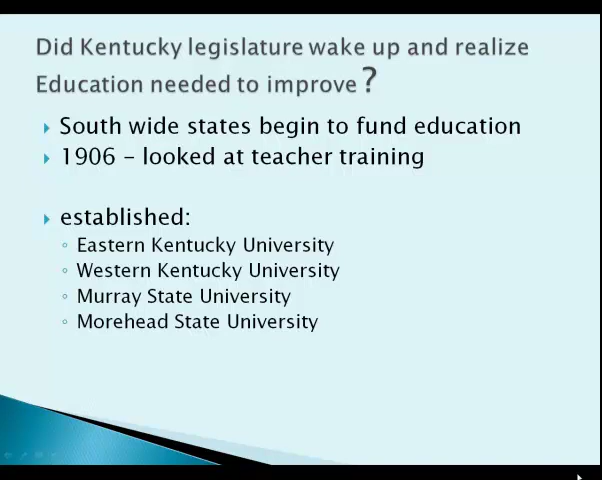 Did Kentucky legislature wake up and realize
Education needed to improve ?
South wide states begin to fund education
1906 – looked at teacher training
established:
Eastern Kentucky University
Western Kentucky University
Murray State University
Morehead State University